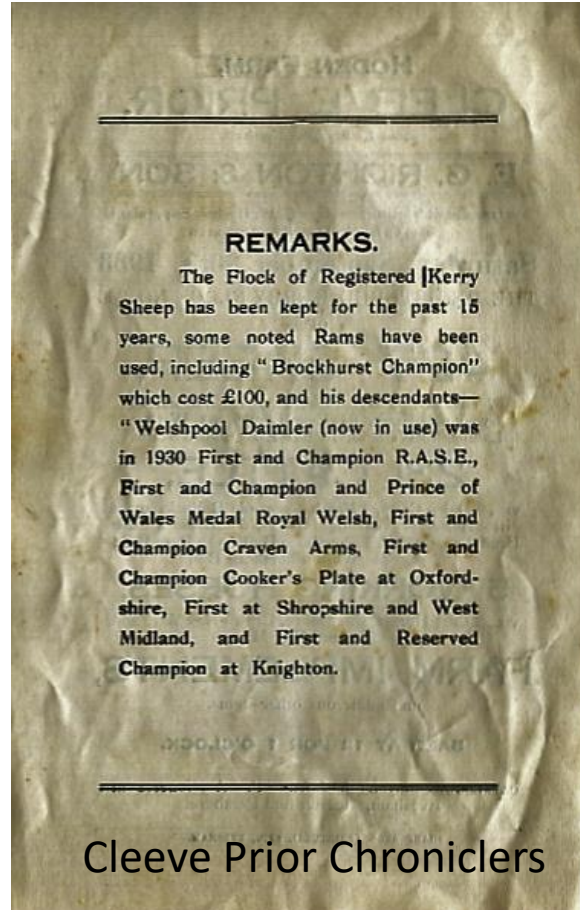 REMARKS.
The Flock of Registered Kerry
Sheep has been kept for the past 15
years, some noted Rams have been
used, including "Brockhurst Champion"
which cost £100, and his descendants—
"Welshpool Daimler (now in use) was
in 1930 First and Champion R.A.S.E.,
First and Champion and Prince of
Wales Medal Royal Welsh, First and
Champion Craven Arms, First and
Champion Cooker's Plate at Oxford-
shire, First at Shropshire and West
Midland, and First and Reserved
Champion at Knighton.
Cleeve Prior Chroniclers